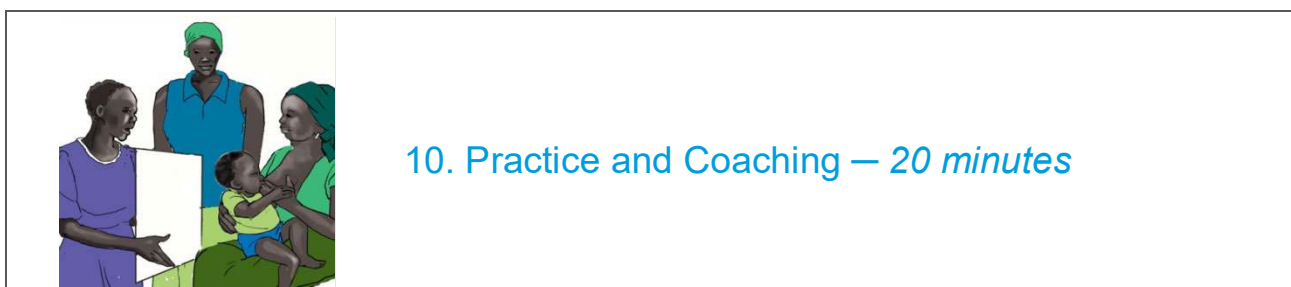 10. Practice and Coaching — 20 minutes